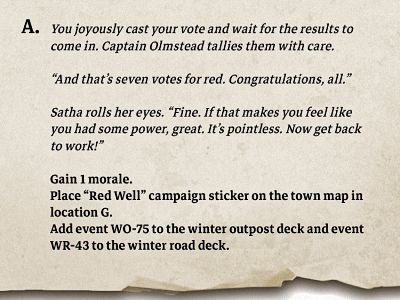 A. You joyously cast your vote and wait for the results to
come in. Captain Olmstead tallies them with care.
“And that’s seven votes for red. Congratulations, all.”
Satha rolls her eyes. “Fine. If that makes you feel like
you had some power, great. It’s pointless. Now get back
to work!”
Gain 1 morale.
Place “Red Well” campaign sticker on the town map in
location G.
Add event WO-75 to the winter outpost deck and event
WR-43 to the winter road deck.